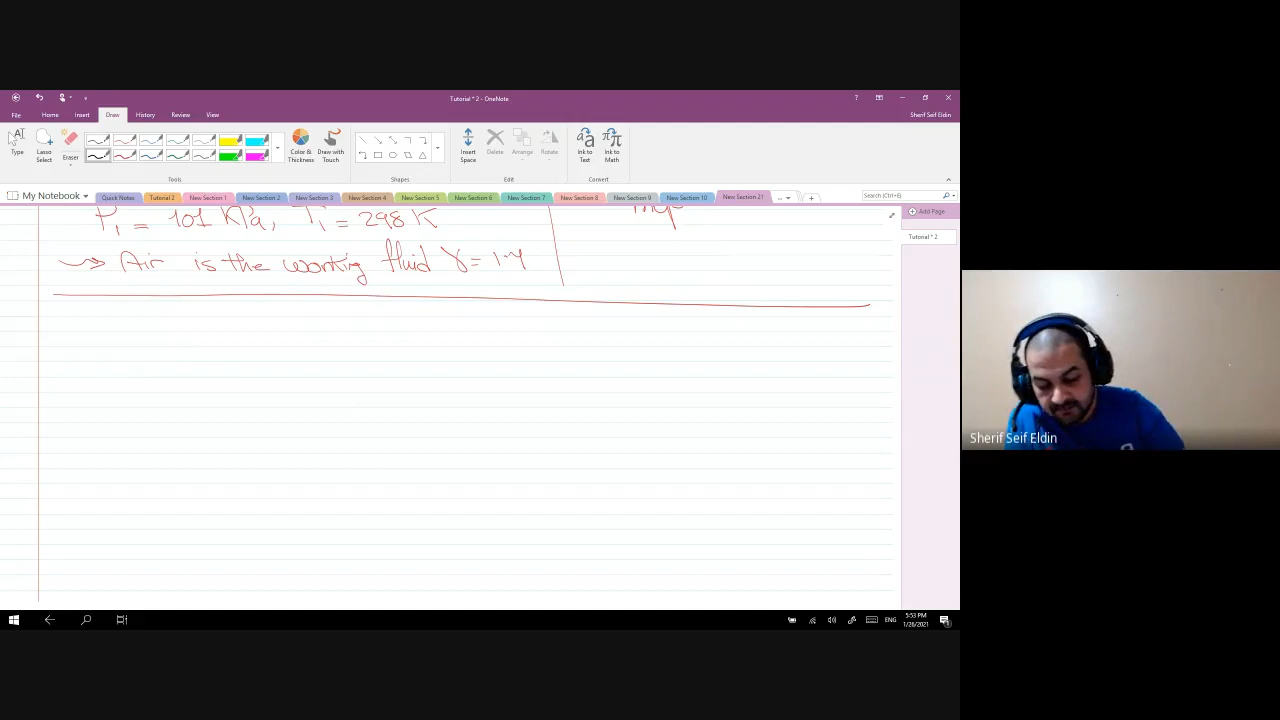 Tutorial * 2 - OneNote
File Home Insert Draw History Review View
Sherif Seif Eldin
Type
Lasso Select
Eraser
Color & Thickness
Draw with Touch
Insert Space
Delete
Arrange
Rotate
Ink to Text
Ink to Math
Tools
Shapes
Edit
Convert
My Notebook
Quick Notes Tutorial 2 New Section 1 New Section 2 New Section 3 New Section 4 New Section 5 New Section 6 New Section 7 New Section 8 New Section 9 New Section 10 New Section 21
Search (Ctrl+E)
Add Page
Tutorial * 2
P₁ = 101 KPa, T₁ = 298 K
Air is the working fluid γ = 1.4
Sherif Seif Eldin
ENG
5:53 PM
1/26/2021